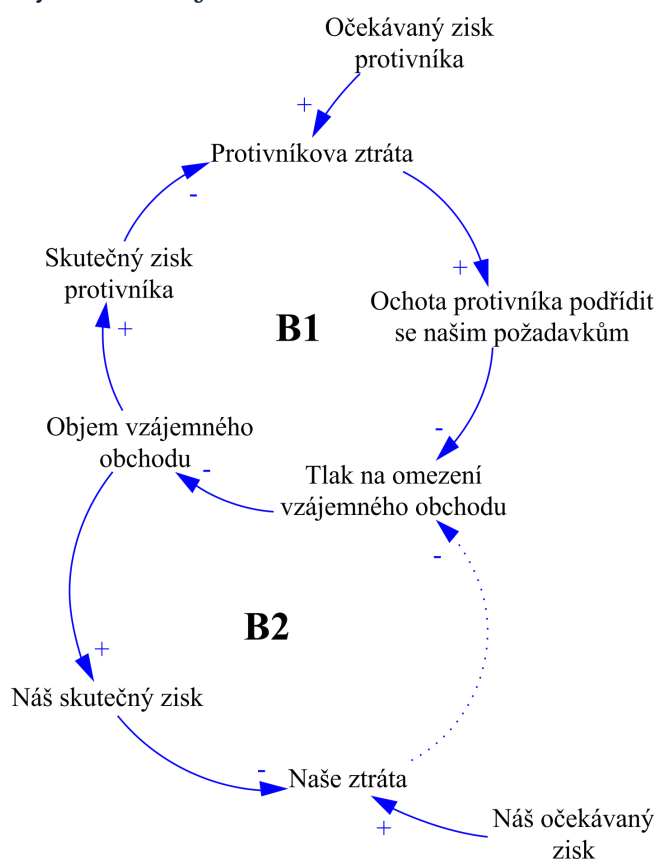 Očekávaný zisk
protivníka
+
Protivníkova ztráta
-
Skutečný zisk
protivníka
+
Ochota protivníka podřídit
se našim požadavkům
B1
+
-
Objem vzájemného
obchodu
-
Tlak na omezení
vzájemného obchodu
-
B2
+
Náš skutečný zisk
-
Naše ztráta
+
Náš očekávaný
zisk